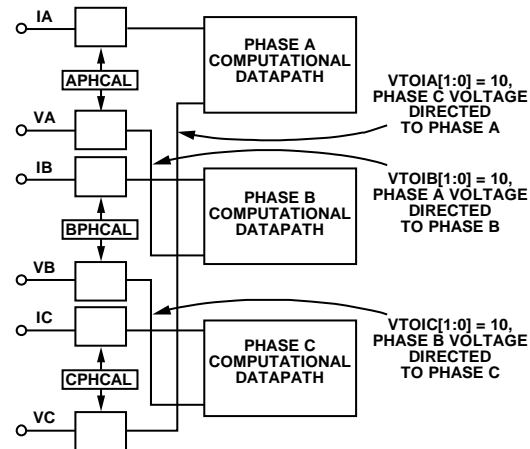 IA
PHASE A
COMPUTATIONAL
DATAPATH
APHCAL
VTOIA[1:0] = 10,
PHASE C VOLTAGE
DIRECTED
TO PHASE A
VA
IB
PHASE B
COMPUTATIONAL
DATAPATH
VTOIB[1:0] = 10,
PHASE A VOLTAGE
DIRECTED
TO PHASE B
BPHCAL
VB
IC
PHASE C
COMPUTATIONAL
DATAPATH
VTOIC[1:0] = 10,
PHASE B VOLTAGE
DIRECTED
TO PHASE C
CPHCAL
VC